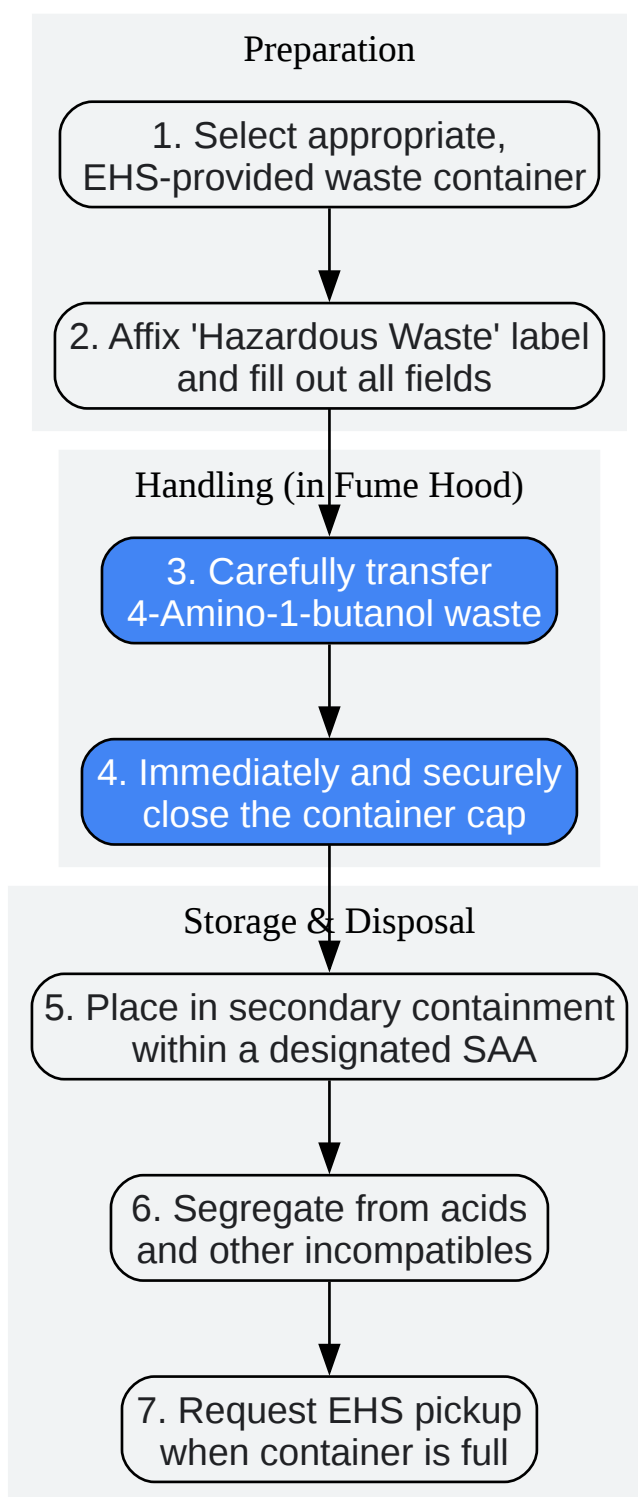 Preparation
1. Select appropriate,
EHS-provided waste container
2. Affix 'Hazardous Waste' label
and fill out all fields
Handling (in Fume Hood)
3. Carefully transfer
4-Amino-1-butanol waste
4. Immediately and securely
close the container cap
Storage & Disposal
5. Place in secondary containment
within a designated SAA
6. Segregate from acids
and other incompatibles
7. Request EHS pickup
when container is full